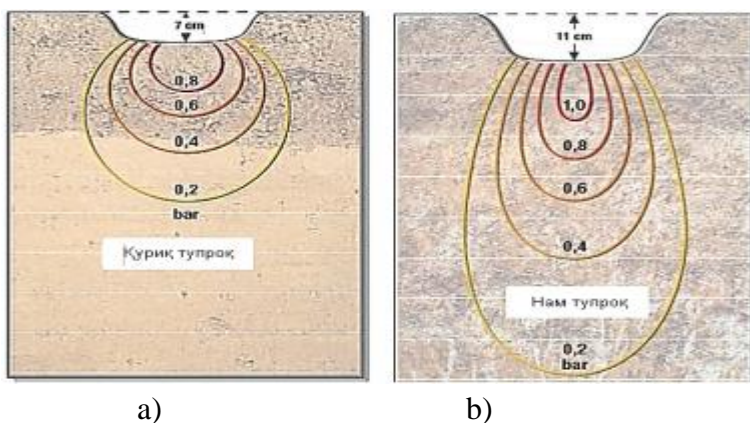 7 cm
0,8
0,6
0,4
0,2
bar
Қуриқ тупроқ
11 cm
1,0
0,8
0,6
0,4
Нам тупроқ
0,2
bar
a)
b)